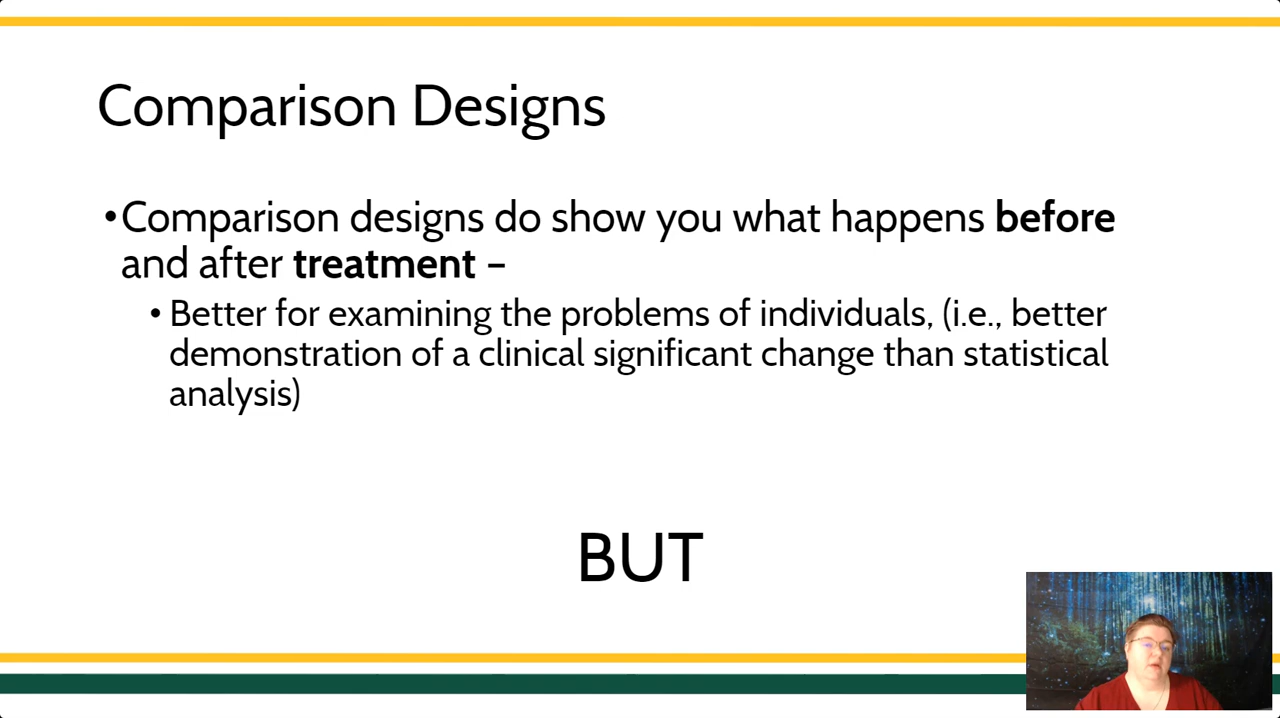 Comparison Designs
•Comparison designs do show you what happens before
and after treatment –
• Better for examining the problems of individuals, (i.e., better
demonstration of a clinical significant change than statistical
analysis)
BUT